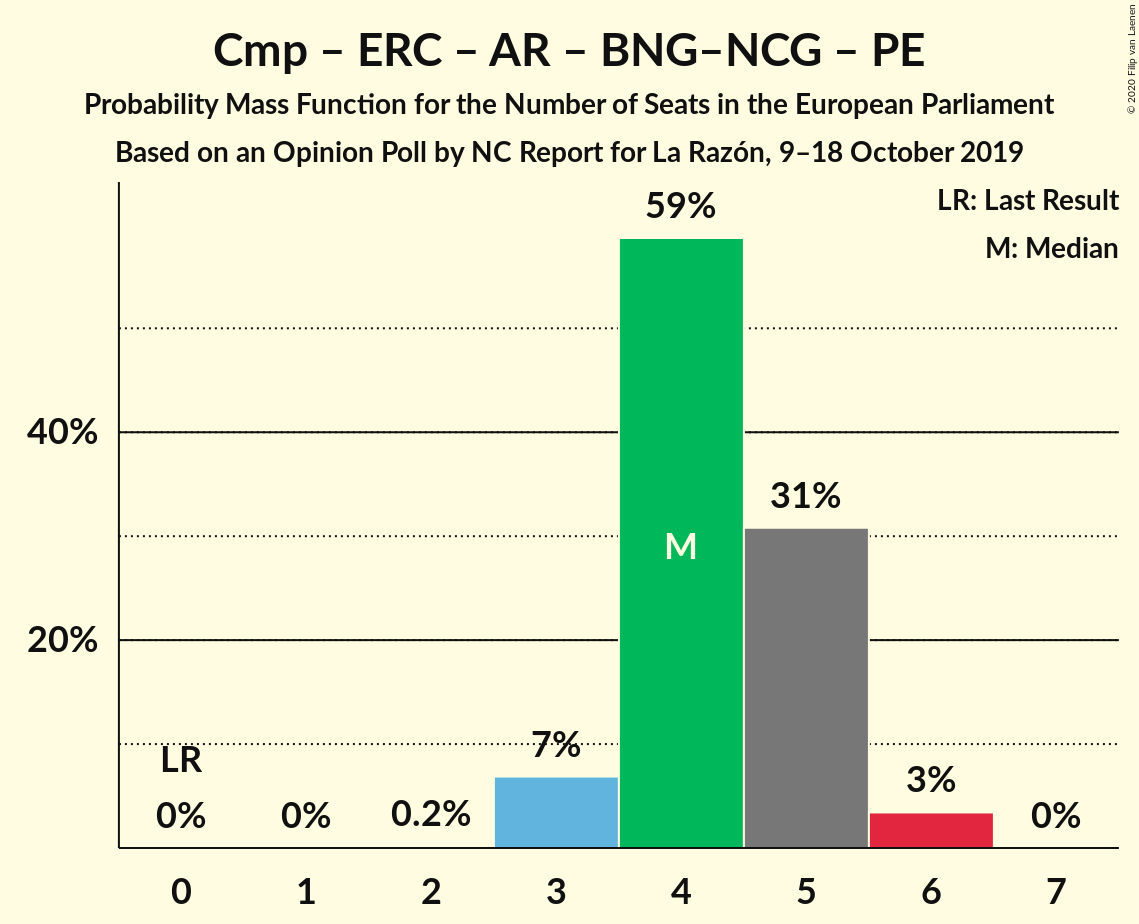 Cmp – ERC – AR – BNG–NCG – PE
Probability Mass Function for the Number of Seats in the European Parliament
Based on an Opinion Poll by NC Report for La Razón, 9–18 October 2019
© 2020 Filip van Laenen
LR: Last Result
M: Median
59%
40%
31%
M
20%
7%
LR
3%
0%
0%
0.2%
0%
0 1 2 3 4 5 6 7